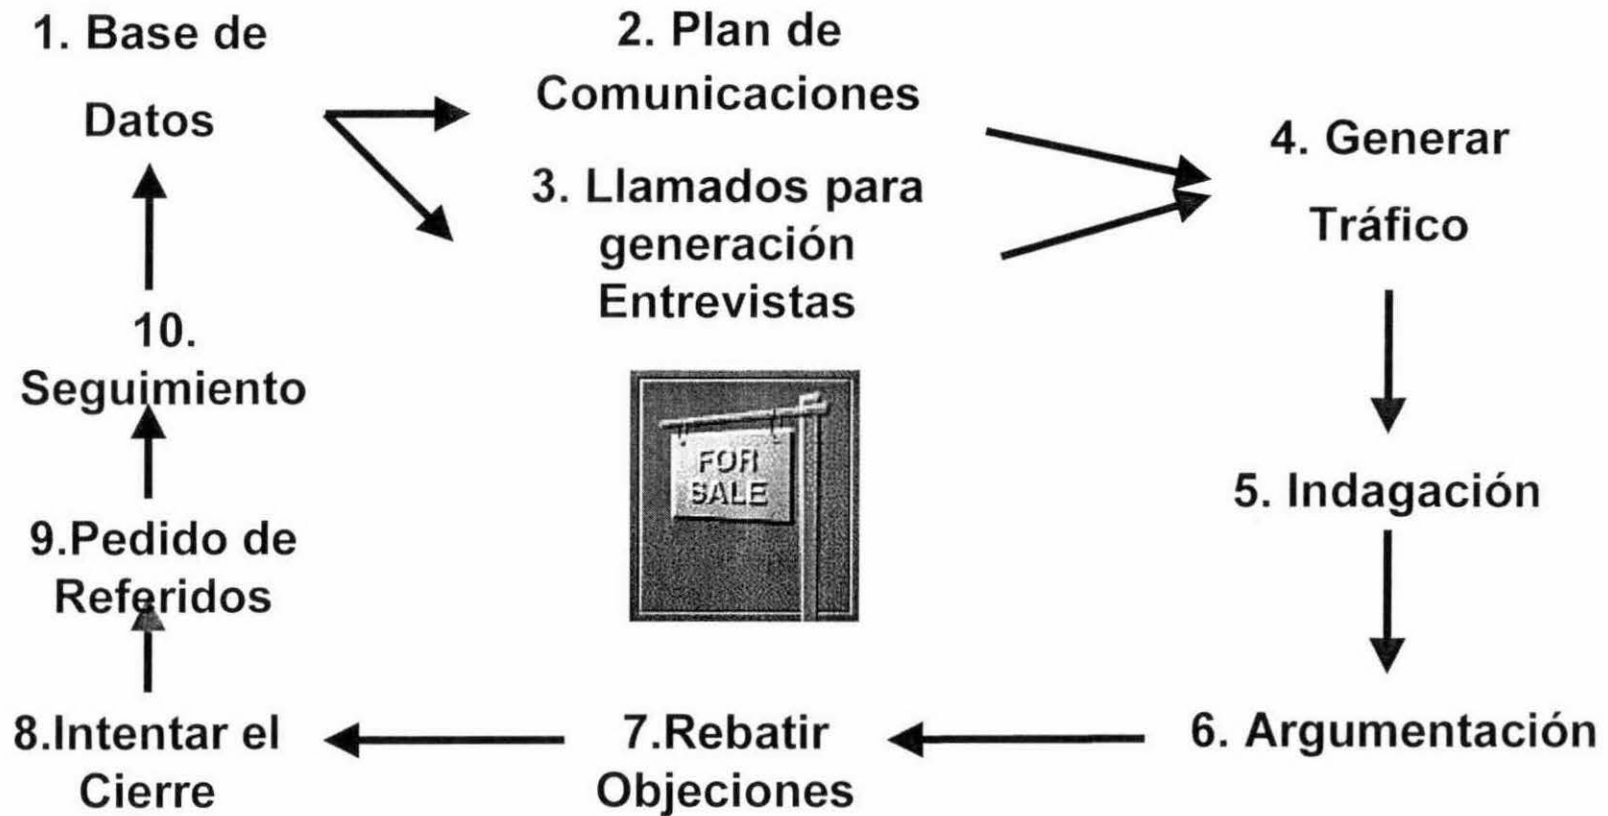 1. Base de
Datos
2. Plan de
Comunicaciones
3. Llamados para
generación
Entrevistas
4. Generar
Tráfico
5. Indagación
6. Argumentación
7.Rebatir
Objeciones
8.Intentar el
Cierre
9.Pedido de
Referidos
10.
Seguimiento
FOR
SALE